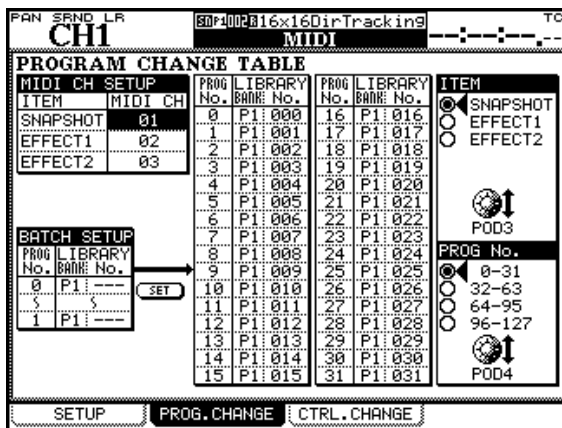 PAN SRND LR
CH1
016x16DirTracking
MIDI
TC
--:--:--.--
PROGRAM CHANGE TABLE
MIDI CH SETUP
ITEM MIDI CH
SNAPSHOT 01
EFFECT1 02
EFFECT2 03
BATCH SETUP
PROG No. LIBRARY BANK No.
0 P1 ---
1 P1 ---
SET
PROG No. LIBRARY BANK No.
0 P1 000
1 P1 001
2 P1 002
3 P1 003
4 P1 004
5 P1 005
6 P1 006
7 P1 007
8 P1 008
9 P1 009
10 P1 010
11 P1 011
12 P1 012
13 P1 013
14 P1 014
15 P1 015
PROG No. LIBRARY BANK No.
16 P1 016
17 P1 017
18 P1 018
19 P1 019
20 P1 020
21 P1 021
22 P1 022
23 P1 023
24 P1 024
25 P1 025
26 P1 026
27 P1 027
28 P1 028
29 P1 029
30 P1 030
31 P1 031
ITEM
SNAPSHOT
EFFECT1
EFFECT2
POD3
PROG No.
0-31
32-63
64-95
96-127
POD4
SETUP
PROG.CHANGE
CTRL.CHANGE